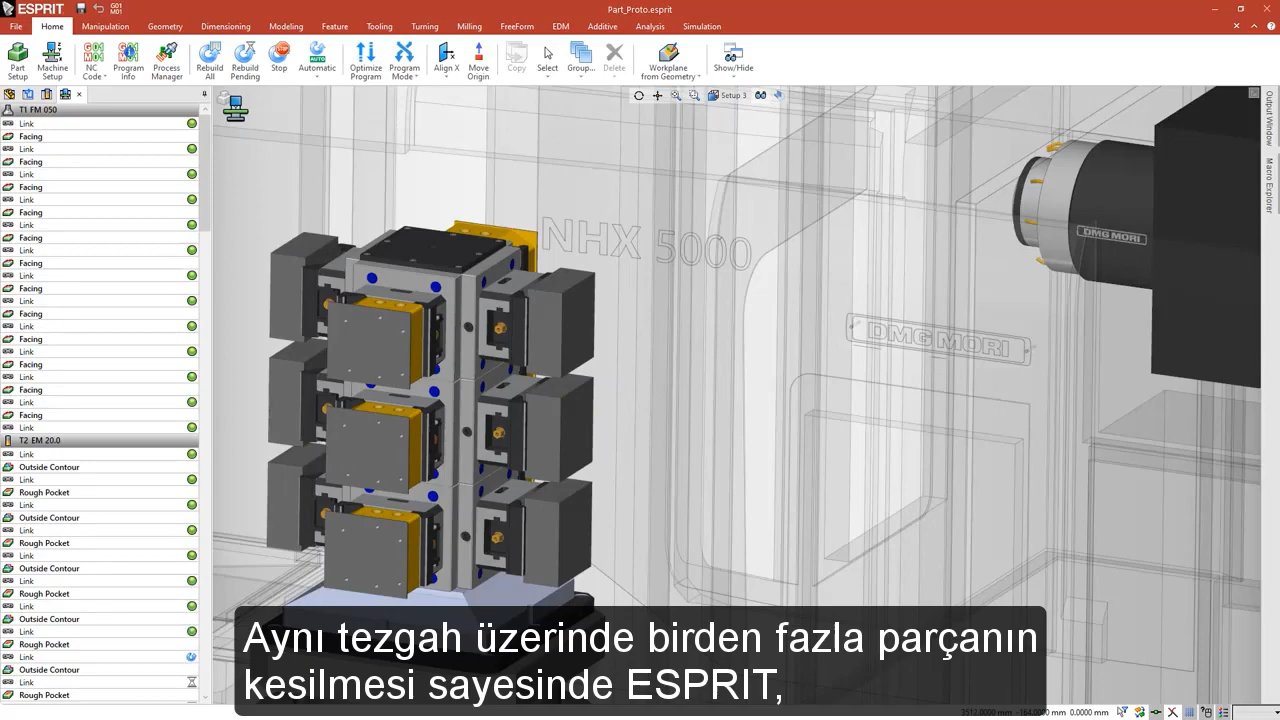 ESPRIT
G01
M01
Part_Proto.esprit
File Home Manipulation Geometry Dimensioning Modeling Feature Tooling Turning Milling FreeForm EDM Additive Analysis Simulation
Part Setup
Machine Setup
NC Code
Program Info
Process Manager
Rebuild All
Rebuild Pending
Stop
Automatic
Optimize Program
Program Mode
Align X
Move Origin
Copy
Select
Group...
Delete
Workplane from Geometry
Show/Hide
Setup 3
Output Window
Macro Explorer
T1 FM 050
Link
Facing
Link
Facing
Link
Facing
Link
Facing
Link
Facing
Link
Facing
Link
Facing
Link
Facing
Link
Facing
Link
Facing
Link
Facing
Link
Facing
Link
T2 EM 20.0
Link
Outside Contour
Link
Rough Pocket
Link
Outside Contour
Link
Rough Pocket
Link
Outside Contour
Link
Rough Pocket
Link
Outside Contour
Link
Rough Pocket
Link
Outside Contour
Link
Rough Pocket
NHX 5000
DMG MORI
DMG MORI
Aynı tezgah üzerinde birden fazla parçanın
kesilmesi sayesinde ESPRIT,
0.0000 mm